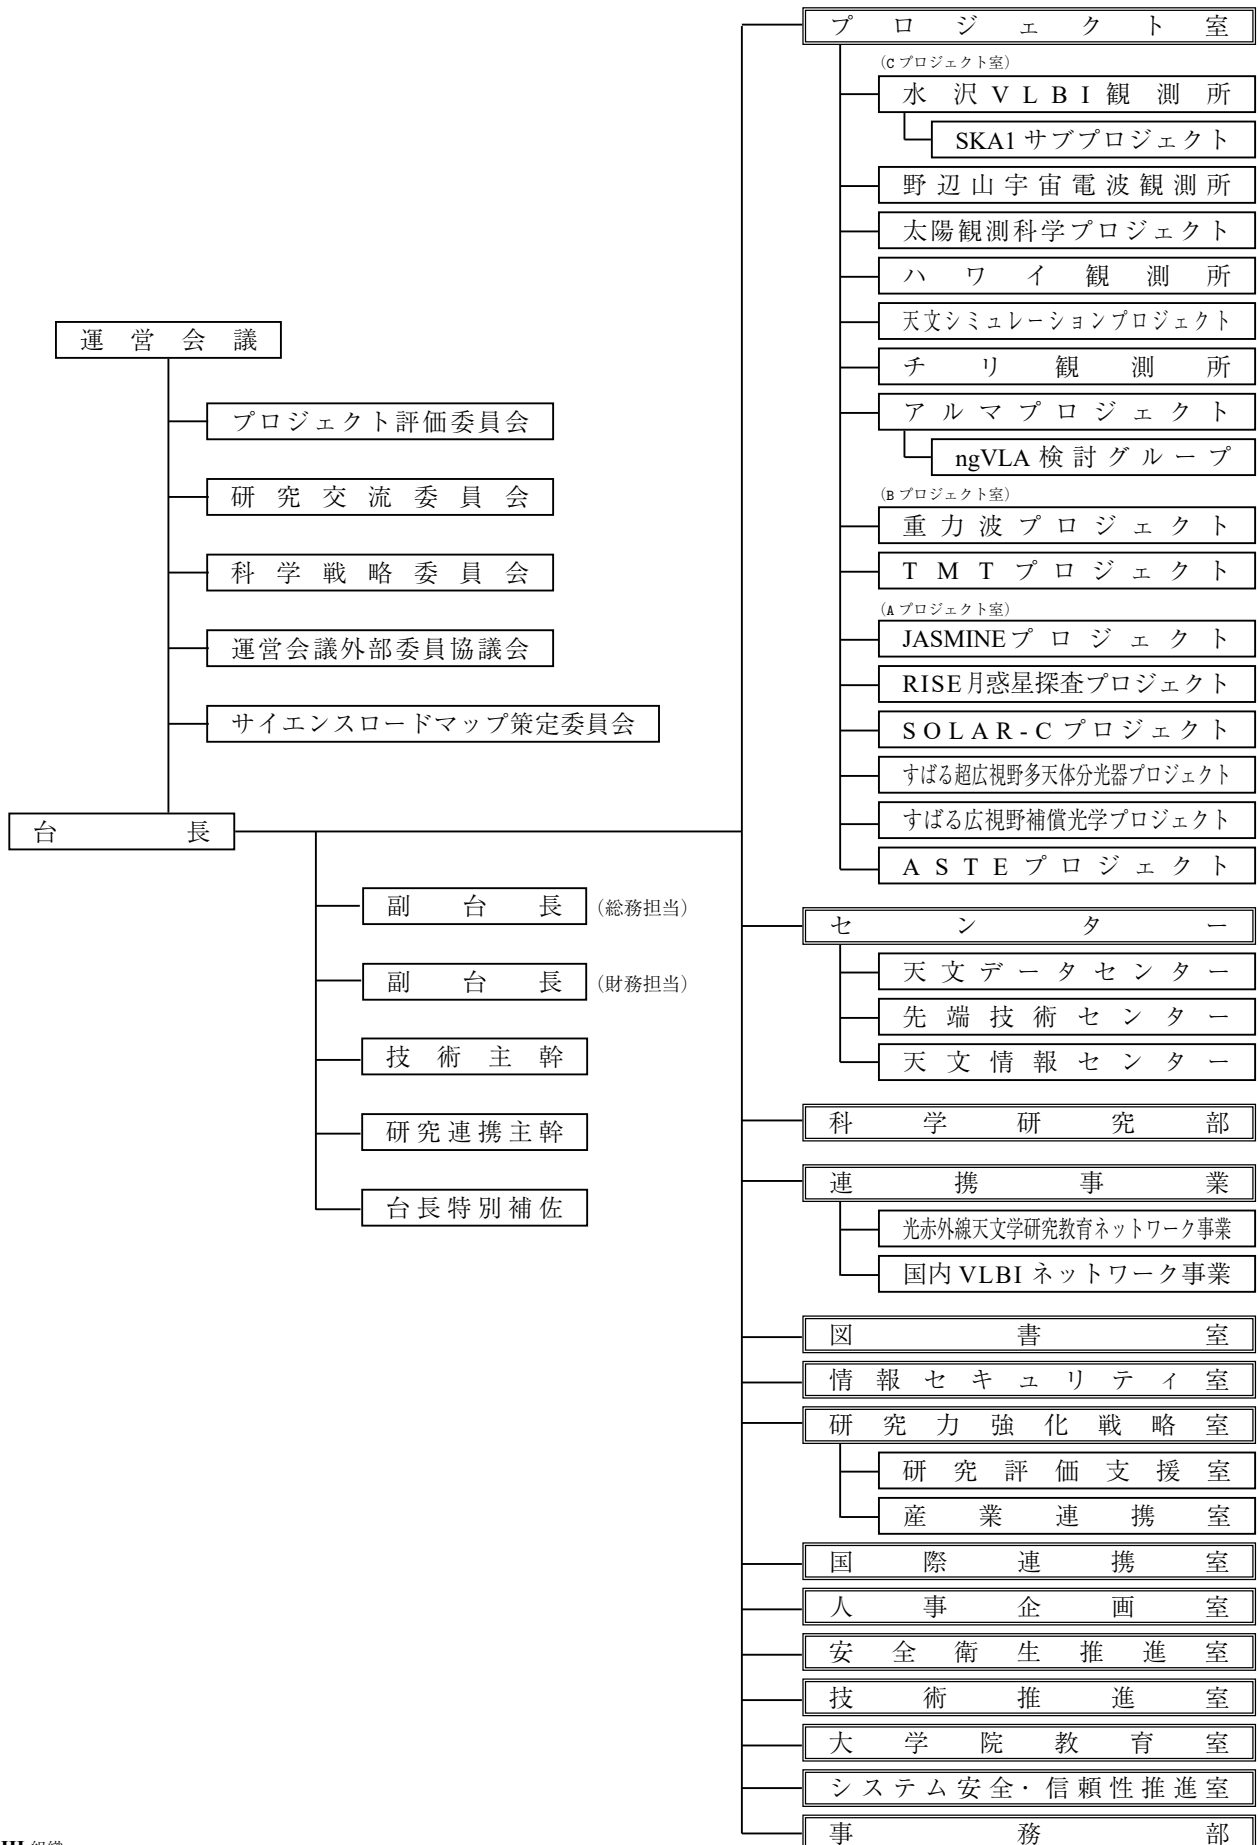 運営会議
プロジェクト評価委員会
研究交流委員会
科学戦略委員会
運営会議外部委員協議会
サイエンスロードマップ策定委員会
台長
副台長 (総務担当)
副台長 (財務担当)
技術主幹
研究連携主幹
台長特別補佐
プロジェクト室
(C プロジェクト室)
水沢VLBI観測所
SKA1 サブプロジェクト
野辺山宇宙電波観測所
太陽観測科学プロジェクト
ハワイ観測所
天文シミュレーションプロジェクト
チリ観測所
アルマプロジェクト
ngVLA 検討グループ
(B プロジェクト室)
重力波プロジェクト
TMTプロジェクト
(A プロジェクト室)
JASMINEプロジェクト
RISE月惑星探査プロジェクト
SOLAR-Cプロジェクト
すばる超広視野多天体分光器プロジェクト
すばる広視野補償光学プロジェクト
ASTEプロジェクト
センター
天文データセンター
先端技術センター
天文情報センター
科学研究部
連携事業
光赤外線天文学研究教育ネットワーク事業
国内 VLBI ネットワーク事業
図書室
情報セキュリティ室
研究力強化戦略室
研究評価支援室
産業連携室
国際連携室
人事企画室
安全衛生推進室
技術推進室
大学院教育室
システム安全・信頼性推進室
事務部